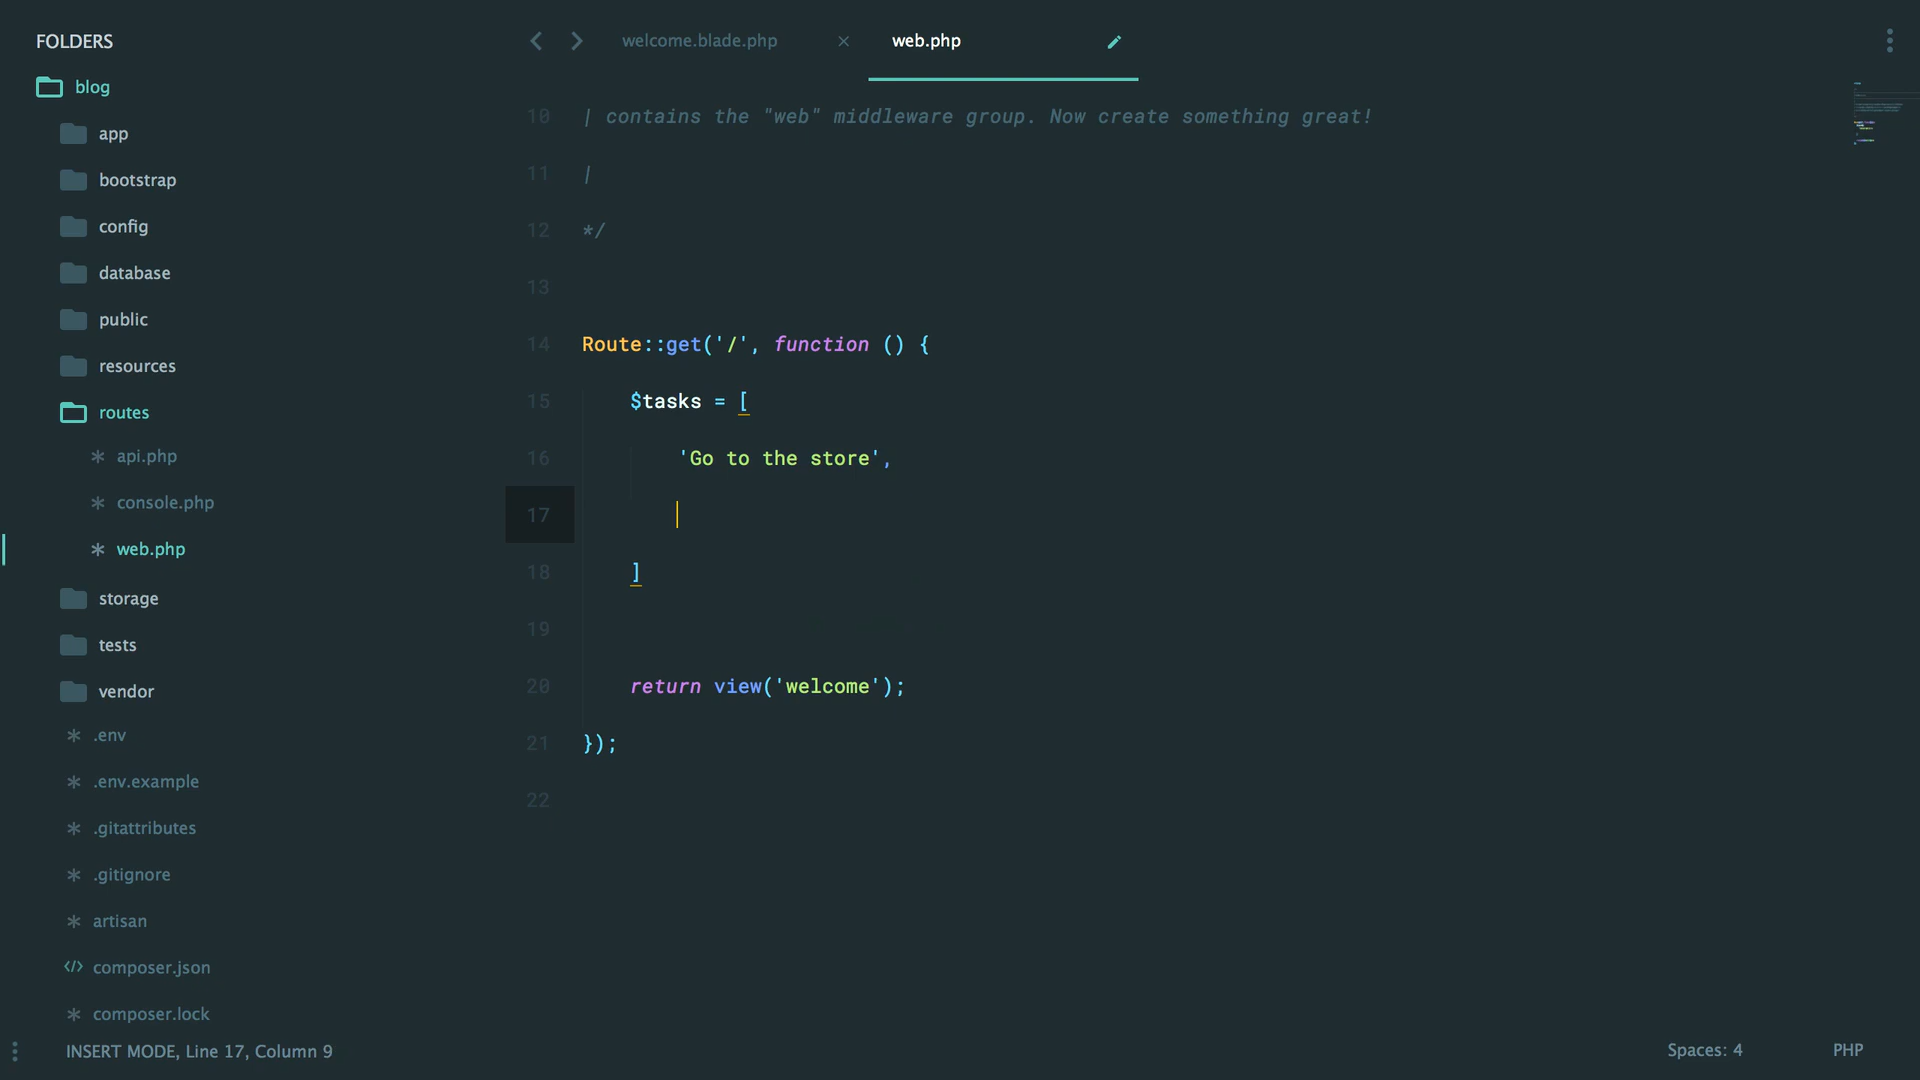 FOLDERS
blog
app
bootstrap
config
database
public
resources
routes
api.php
console.php
web.php
storage
tests
vendor
.env
.env.example
.gitattributes
.gitignore
artisan
composer.json
composer.lock
welcome.blade.php
web.php
10 | contains the "web" middleware group. Now create something great!
11 |
12 */
13
14 Route::get('/', function () {
15     $tasks = [
16         'Go to the store',
17
18     ]
19
20     return view('welcome');
21 });
22
INSERT MODE, Line 17, Column 9
Spaces: 4
PHP